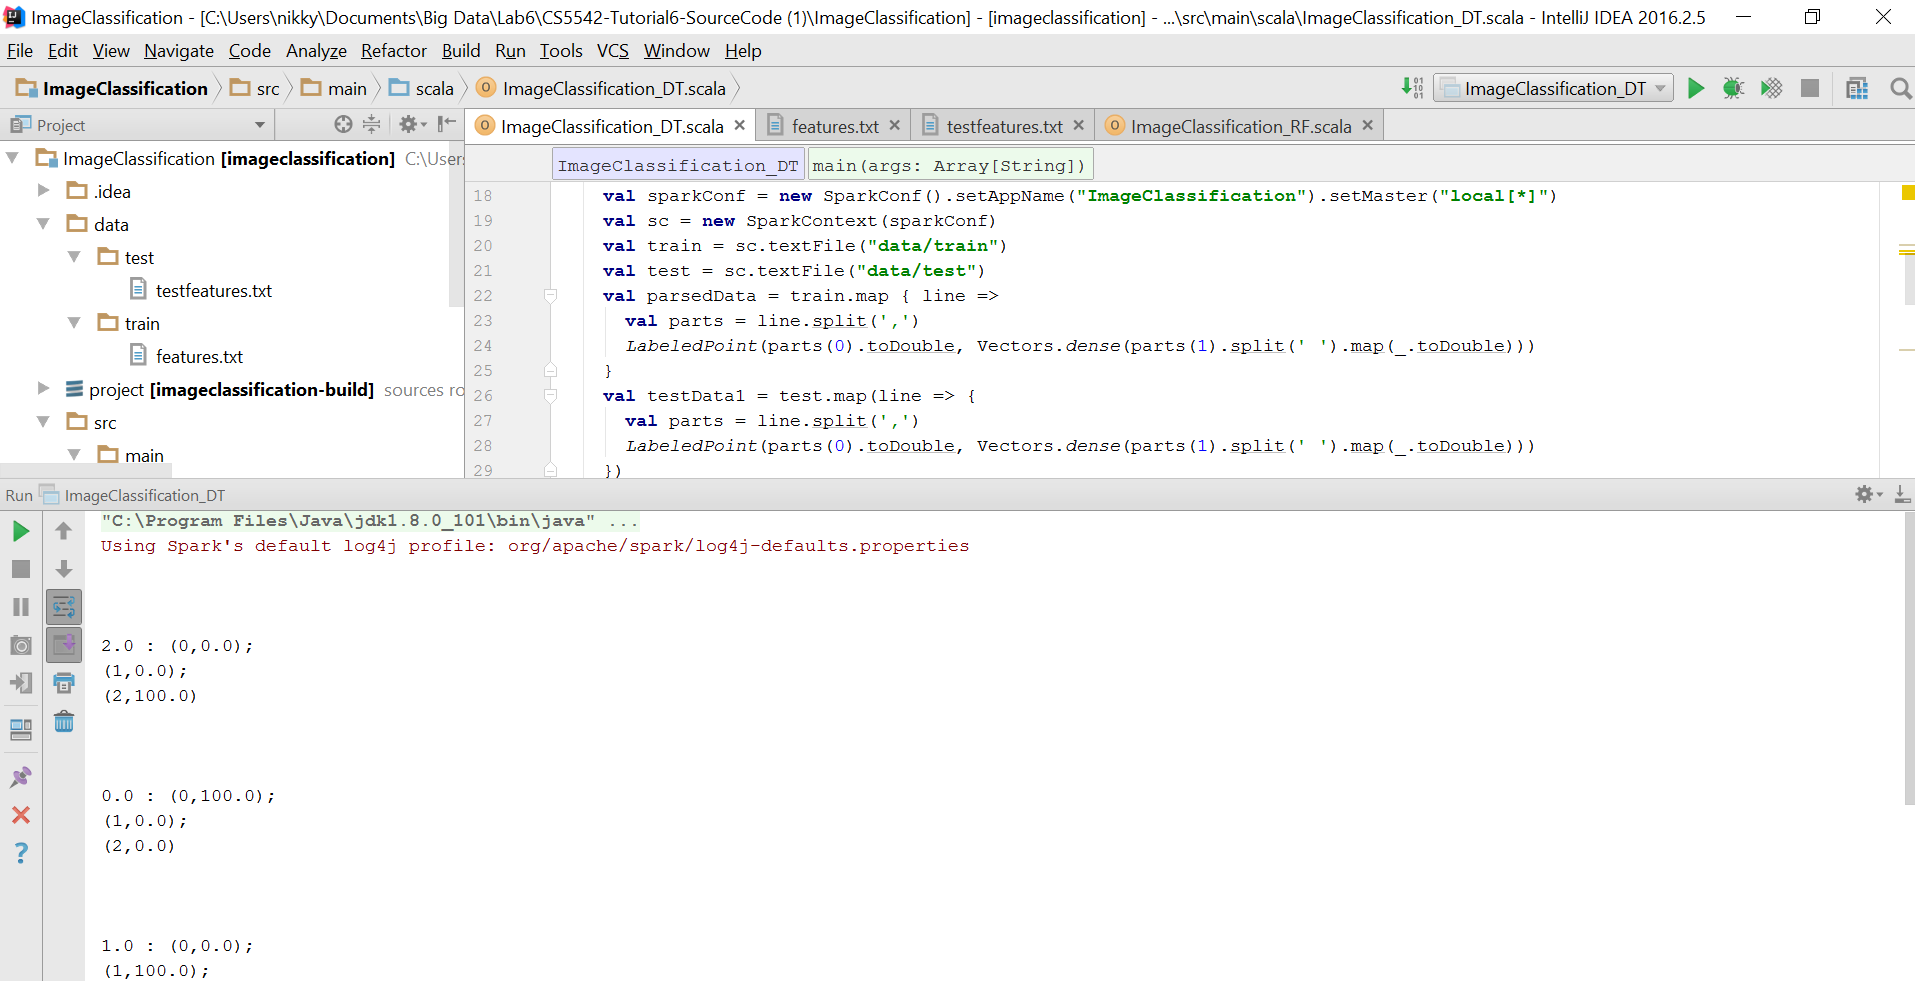 ImageClassification - [C:\Users\nikky\Documents\Big Data\Lab6\CS5542-Tutorial6-SourceCode (1)\ImageClassification] - [imageclassification] - ...\src\main\scala\ImageClassification_DT.scala - IntelliJ IDEA 2016.2.5
File Edit View Navigate Code Analyze Refactor Build Run Tools VCS Window Help
ImageClassification src main scala ImageClassification_DT.scala ImageClassification_DT
Project
ImageClassification_DT.scala features.txt testfeatures.txt ImageClassification_RF.scala
ImageClassification [imageclassification] C:\User
.idea
data
test
testfeatures.txt
train
features.txt
project [imageclassification-build] sources ro
src
main
ImageClassification_DT main(args: Array[String])
18 val sparkConf = new SparkConf().setAppName("ImageClassification").setMaster("local[*]")
19 val sc = new SparkContext(sparkConf)
20 val train = sc.textFile("data/train")
21 val test = sc.textFile("data/test")
22 val parsedData = train.map { line =>
23 val parts = line.split(',')
24 LabeledPoint(parts(0).toDouble, Vectors.dense(parts(1).split(' ').map(_.toDouble)))
25 }
26 val testData1 = test.map(line => {
27 val parts = line.split(',')
28 LabeledPoint(parts(0).toDouble, Vectors.dense(parts(1).split(' ').map(_.toDouble)))
29 })
Run ImageClassification_DT
"C:\Program Files\Java\jdk1.8.0_101\bin\java" ...
Using Spark's default log4j profile: org/apache/spark/log4j-defaults.properties
2.0 : (0,0.0);
(1,0.0);
(2,100.0)
0.0 : (0,100.0);
(1,0.0);
(2,0.0)
1.0 : (0,0.0);
(1,100.0);